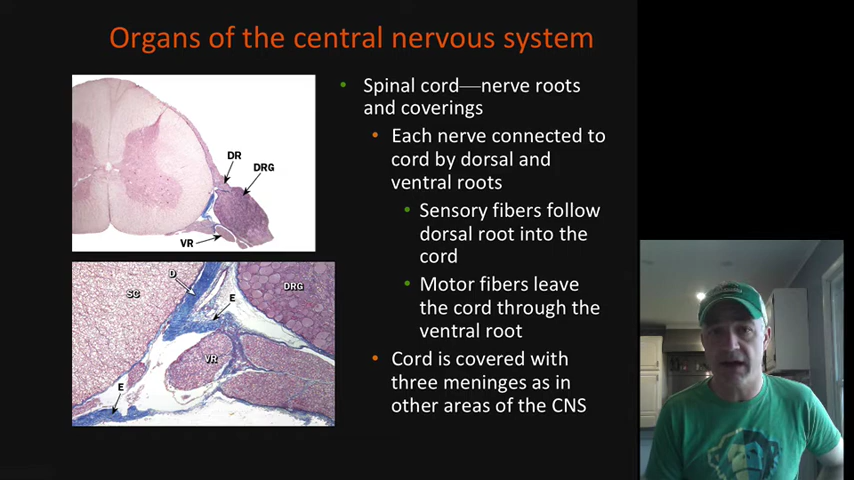 Organs of the central nervous system
DR
DRG
VR
D
SC
E
DRG
VR
E
Spinal cord—nerve roots
and coverings
Each nerve connected to
cord by dorsal and
ventral roots
Sensory fibers follow
dorsal root into the
cord
Motor fibers leave
the cord through the
ventral root
Cord is covered with
three meninges as in
other areas of the CNS